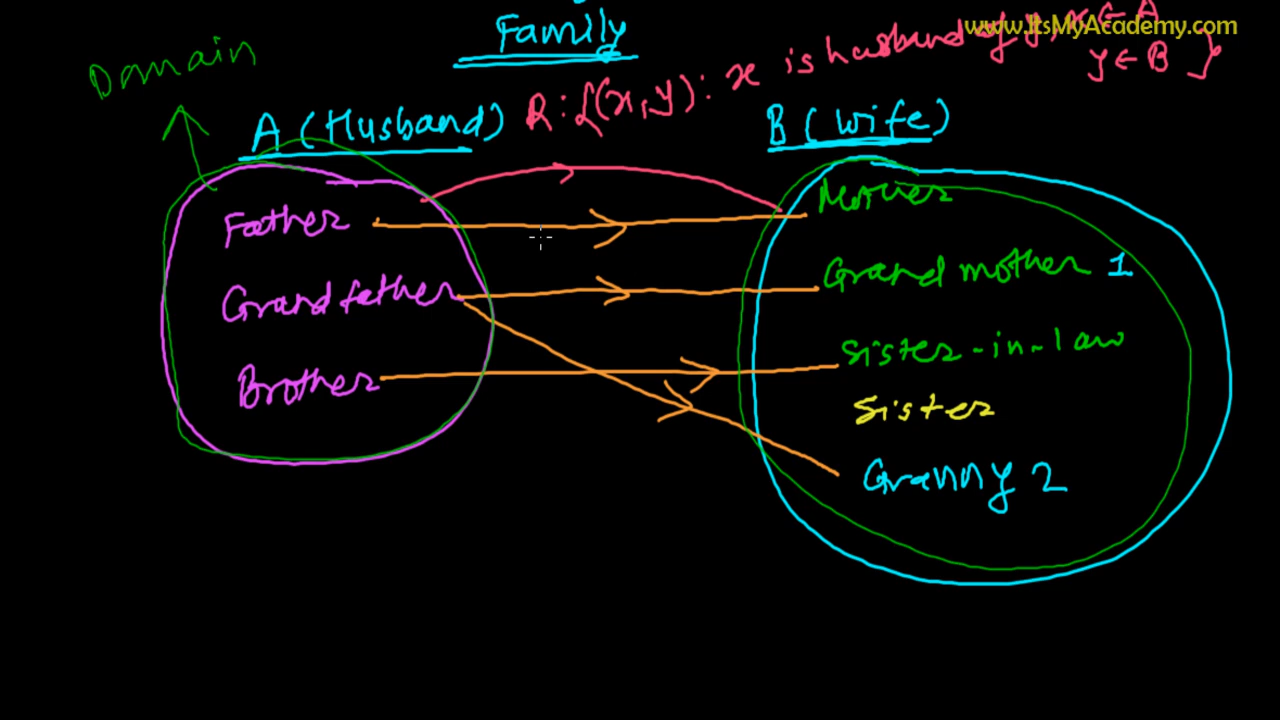 Family
www.ItsMyAcademy.com
Domain
A (Husband)
R : {(x, y) : x is husband of y, x ∈ A
y ∈ B }
B (Wife)
Father
Mother
Grandfather
Grand mother 1
Brother
Sister-in-law
Sister
Granny 2